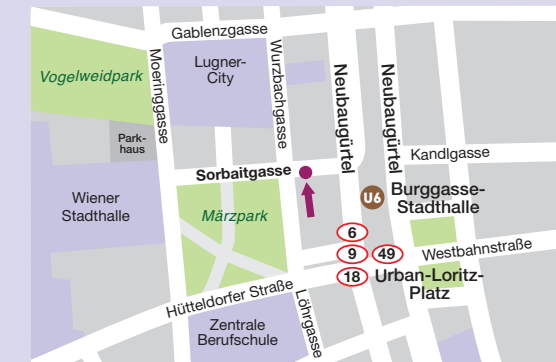 Gablenzgasse
Vogelweidpark
Moeringgasse
Lugner-
City
Wurzbachgasse
Neubaugürtel
Neubaugürtel
Park-
haus
Kandlgasse
Sorbaitgasse
U6
Burggasse-
Stadthalle
Wiener
Stadthalle
Märzpark
6
9
49
Westbahnstraße
18
Urban-Loritz-
Platz
Hütteldorfer Straße
Löhrgasse
Zentrale
Berufschule